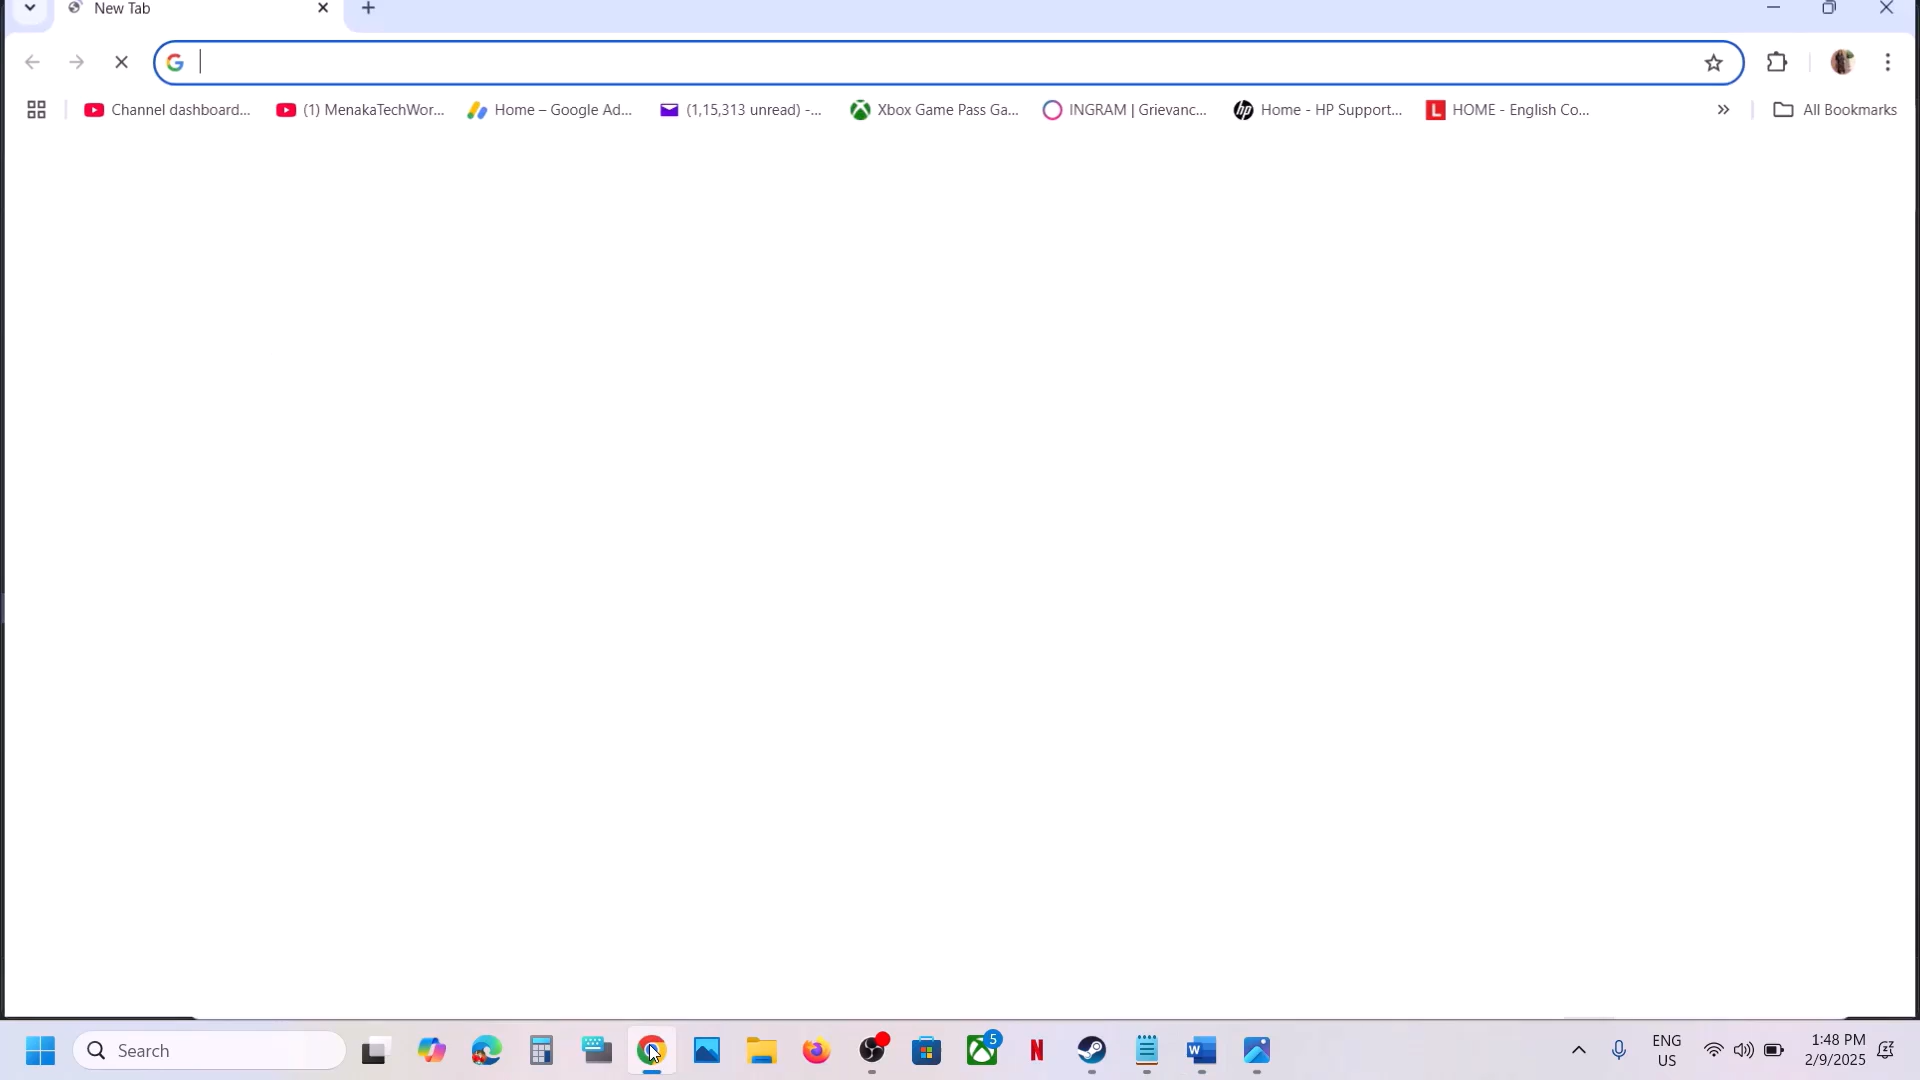 New Tab
Channel dashboard...
(1) MenakaTechWor...
Home – Google Ad...
(1,15,313 unread) -...
Xbox Game Pass Ga...
INGRAM | Grievanc...
Home - HP Support...
HOME - English Co...
All Bookmarks
Search
5
ENG
US
1:48 PM
2/9/2025